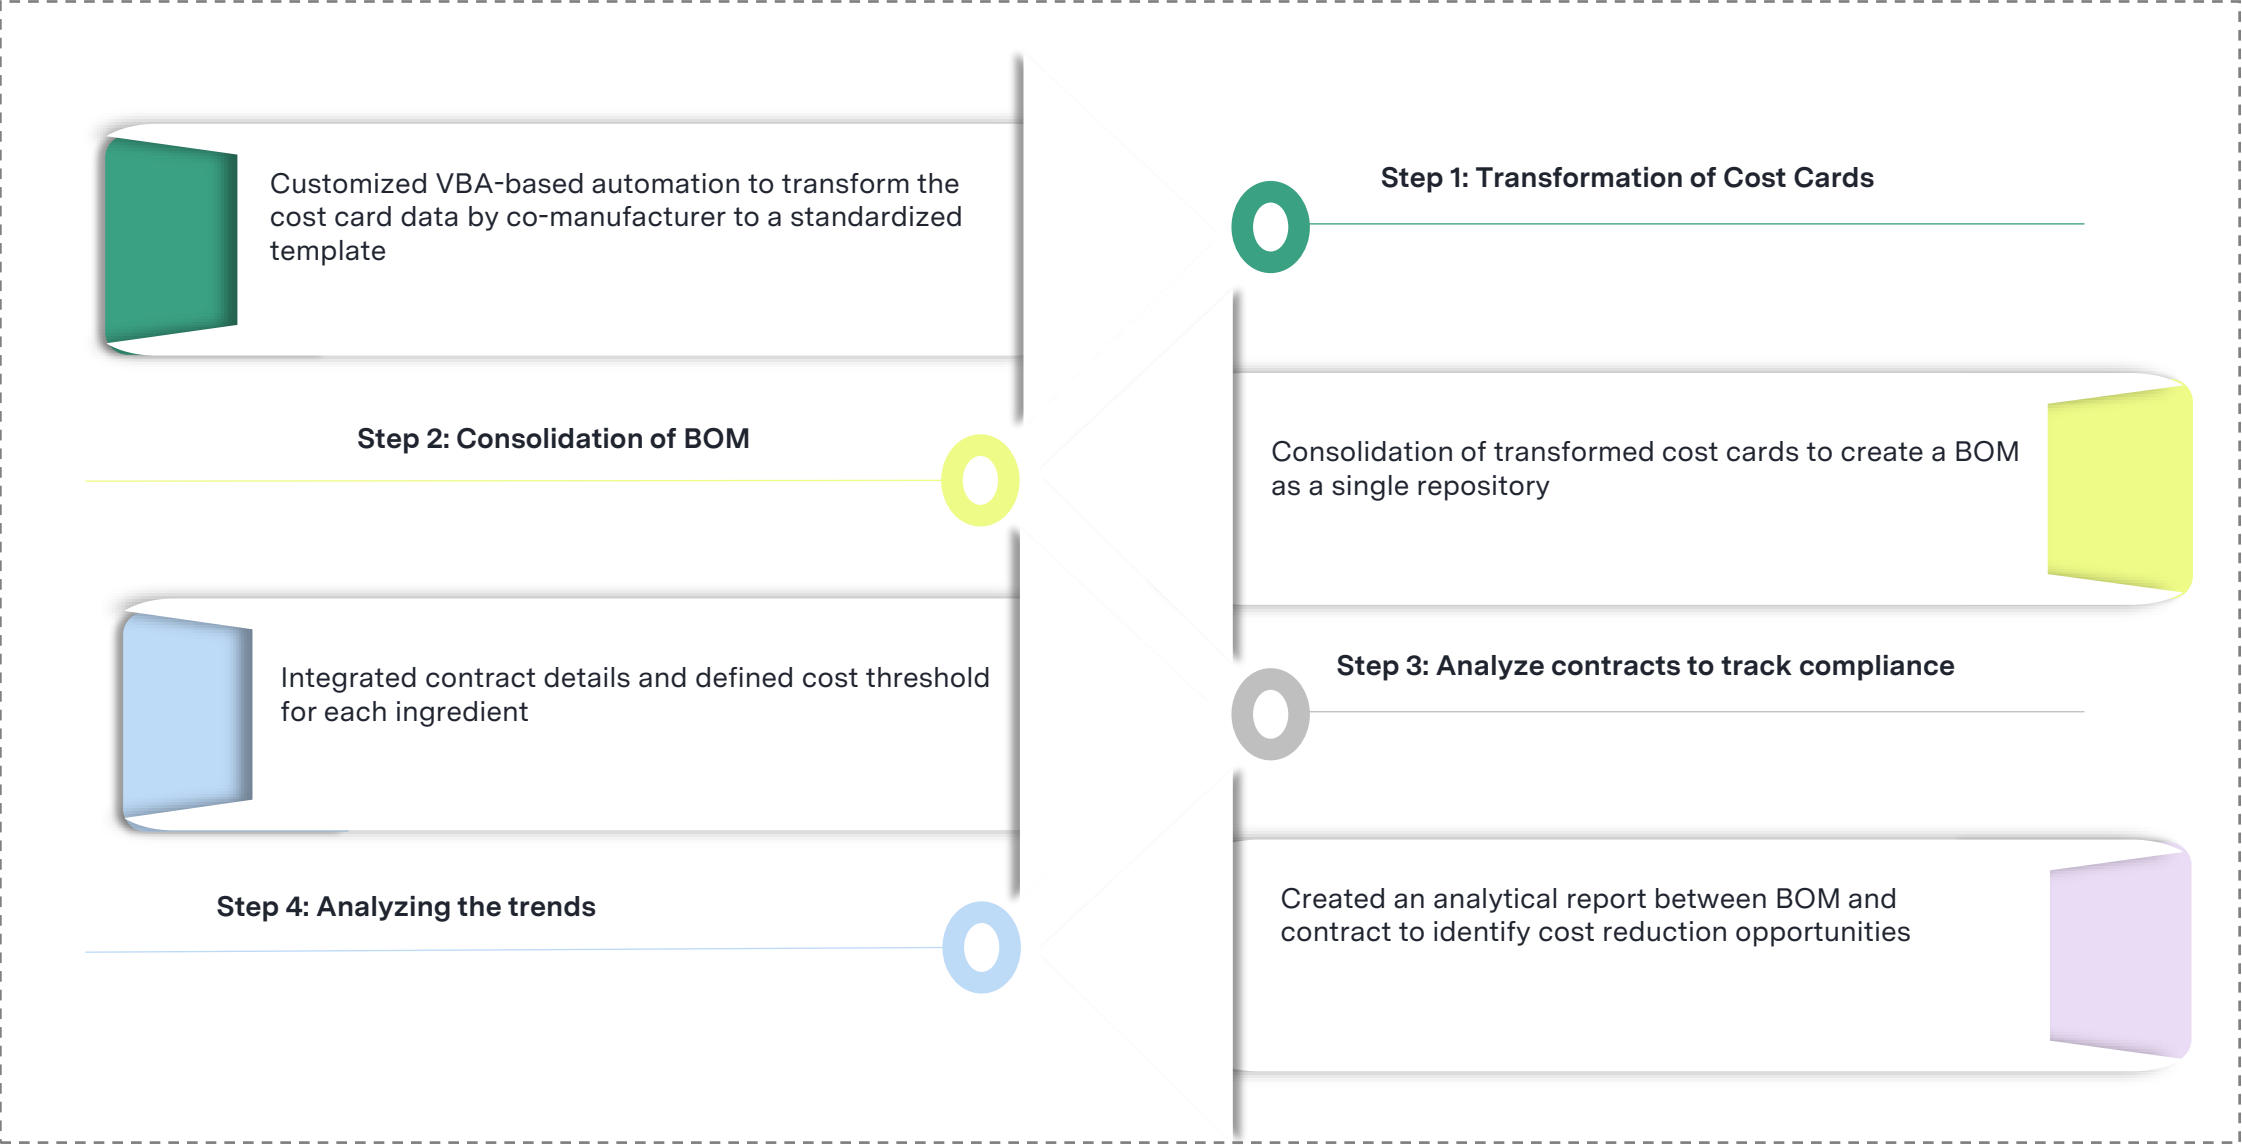 Customized VBA-based automation to transform the
cost card data by co-manufacturer to a standardized
template
Step 1: Transformation of Cost Cards
Step 2: Consolidation of BOM
Consolidation of transformed cost cards to create a BOM
as a single repository
Integrated contract details and defined cost threshold
for each ingredient
Step 3: Analyze contracts to track compliance
Step 4: Analyzing the trends
Created an analytical report between BOM and
contract to identify cost reduction opportunities